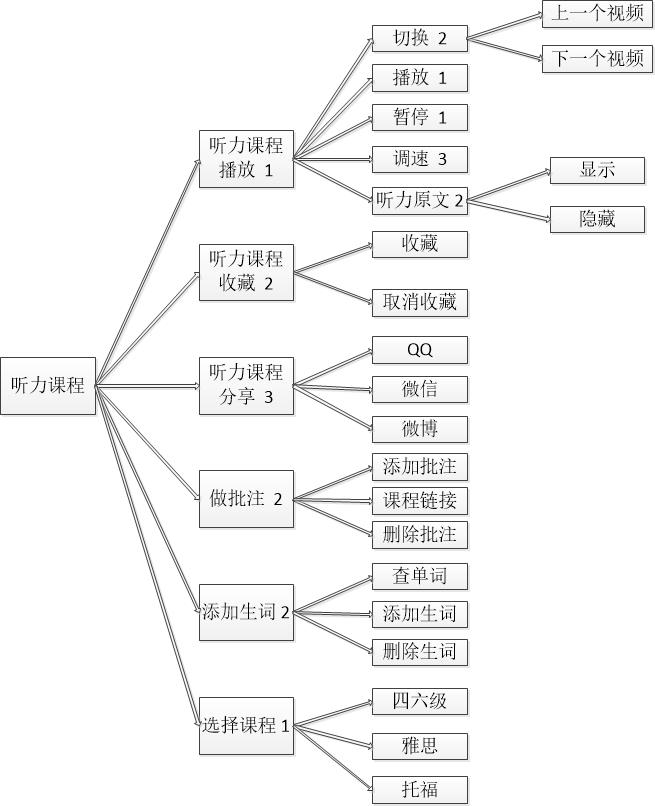 听力课程
听力课程
播放 1
切换 2
上一个视频
下一个视频
播放 1
暂停 1
调速 3
听力原文2
显示
隐藏
听力课程
收藏 2
收藏
取消收藏
听力课程
分享 3
QQ
微信
微博
做批注 2
添加批注
课程链接
删除批注
添加生词2
查单词
添加生词
删除生词
选择课程1
四六级
雅思
托福